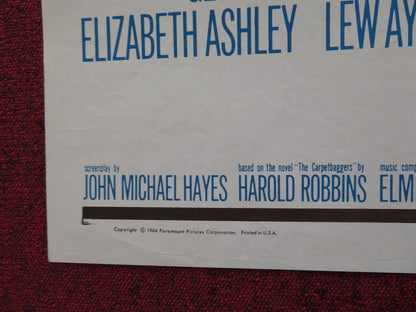 ELIZABETH ASHLEY LEW AY
screenplay by based on the novel "The Carpetbaggers" by music comp
JOHN MICHAEL HAYES HAROLD ROBBINS ELM
Copyright © 1964 Paramount Pictures Corporation. Printed in U.S.A.